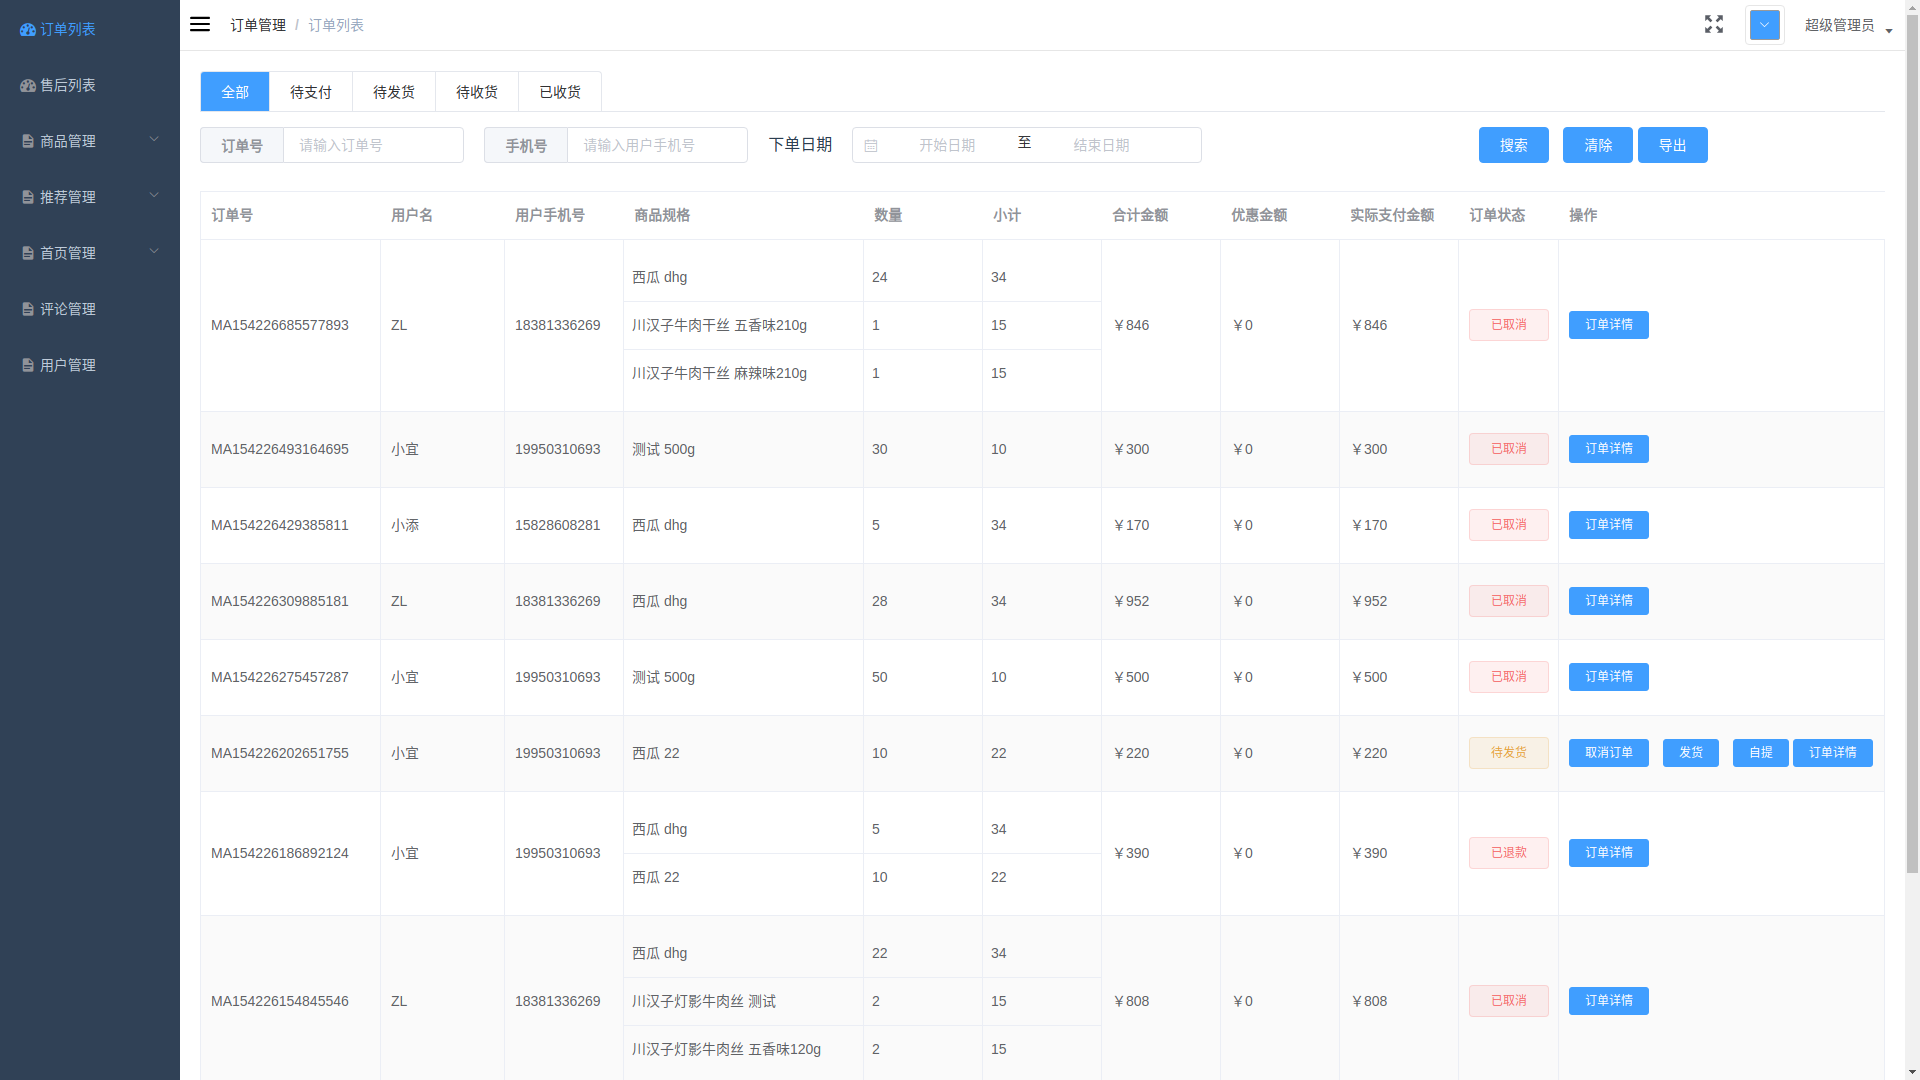 订单列表
售后列表
商品管理
推荐管理
首页管理
评论管理
用户管理
订单管理 / 订单列表
超级管理员
全部 待支付 待发货 待收货 已收货
订单号 请输入订单号 手机号 请输入用户手机号 下单日期 开始日期 至 结束日期 搜索 清除 导出
订单号 用户名 用户手机号 商品规格 数量 小计 合计金额 优惠金额 实际支付金额 订单状态 操作
西瓜 dhg 24 34
MA154226685577893 ZL 18381336269 川汉子牛肉干丝 五香味210g 1 15 ￥846 ￥0 ￥846 已取消 订单详情
川汉子牛肉干丝 麻辣味210g 1 15
MA154226493164695 小宜 19950310693 测试 500g 30 10 ￥300 ￥0 ￥300 已取消 订单详情
MA154226429385811 小添 15828608281 西瓜 dhg 5 34 ￥170 ￥0 ￥170 已取消 订单详情
MA154226309885181 ZL 18381336269 西瓜 dhg 28 34 ￥952 ￥0 ￥952 已取消 订单详情
MA154226275457287 小宜 19950310693 测试 500g 50 10 ￥500 ￥0 ￥500 已取消 订单详情
MA154226202651755 小宜 19950310693 西瓜 22 10 22 ￥220 ￥0 ￥220 待发货 取消订单 发货 自提 订单详情
西瓜 dhg 5 34
MA154226186892124 小宜 19950310693 ￥390 ￥0 ￥390 已退款 订单详情
西瓜 22 10 22
西瓜 dhg 22 34
MA154226154845546 ZL 18381336269 川汉子灯影牛肉丝 测试 2 15 ￥808 ￥0 ￥808 已取消 订单详情
川汉子灯影牛肉丝 五香味120g 2 15